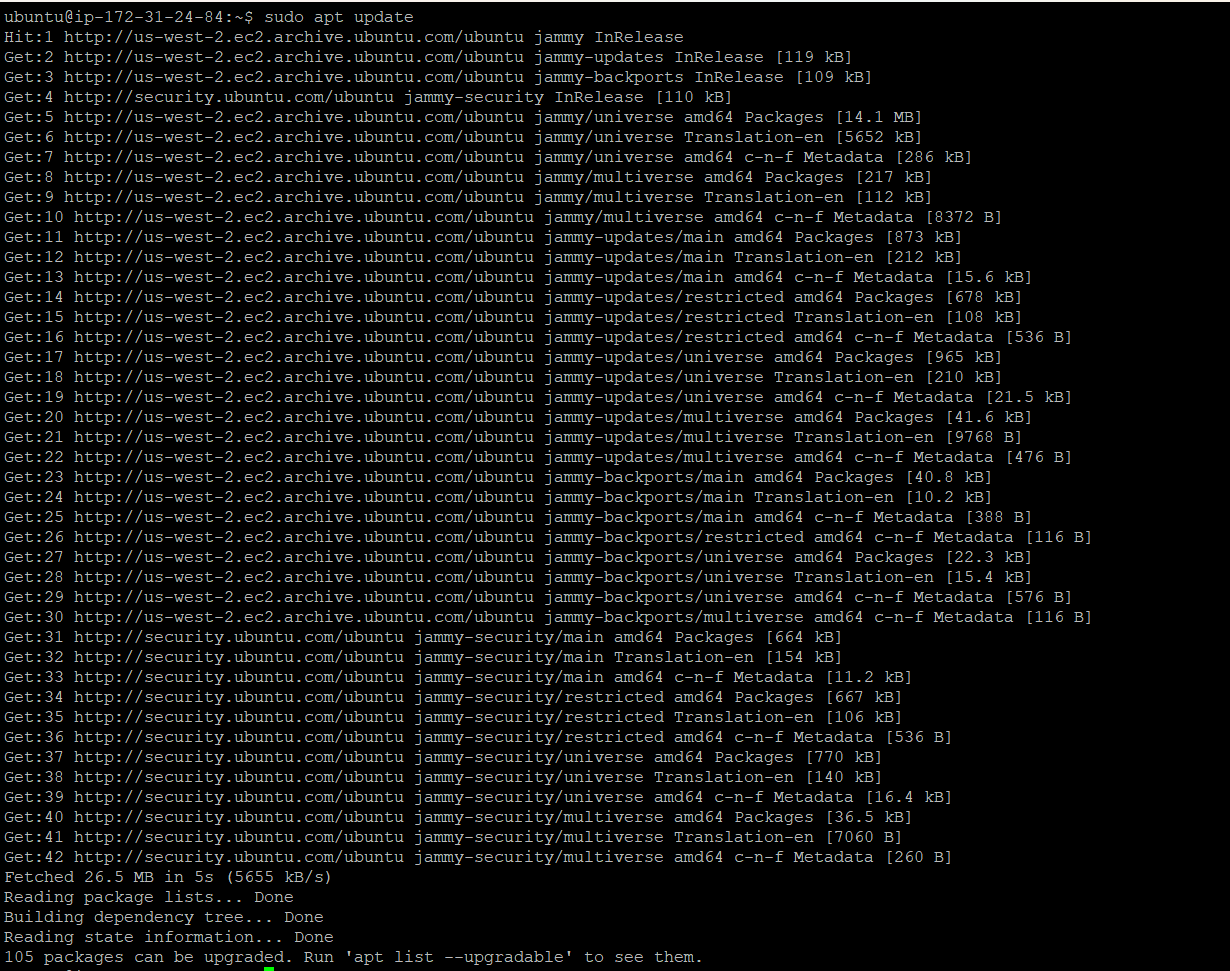 ubuntu@ip-172-31-24-84:~$ sudo apt update
Hit:1 http://us-west-2.ec2.archive.ubuntu.com/ubuntu jammy InRelease
Get:2 http://us-west-2.ec2.archive.ubuntu.com/ubuntu jammy-updates InRelease [119 kB]
Get:3 http://us-west-2.ec2.archive.ubuntu.com/ubuntu jammy-backports InRelease [109 kB]
Get:4 http://security.ubuntu.com/ubuntu jammy-security InRelease [110 kB]
Get:5 http://us-west-2.ec2.archive.ubuntu.com/ubuntu jammy/universe amd64 Packages [14.1 MB]
Get:6 http://us-west-2.ec2.archive.ubuntu.com/ubuntu jammy/universe Translation-en [5652 kB]
Get:7 http://us-west-2.ec2.archive.ubuntu.com/ubuntu jammy/universe amd64 c-n-f Metadata [286 kB]
Get:8 http://us-west-2.ec2.archive.ubuntu.com/ubuntu jammy/multiverse amd64 Packages [217 kB]
Get:9 http://us-west-2.ec2.archive.ubuntu.com/ubuntu jammy/multiverse Translation-en [112 kB]
Get:10 http://us-west-2.ec2.archive.ubuntu.com/ubuntu jammy/multiverse amd64 c-n-f Metadata [8372 B]
Get:11 http://us-west-2.ec2.archive.ubuntu.com/ubuntu jammy-updates/main amd64 Packages [873 kB]
Get:12 http://us-west-2.ec2.archive.ubuntu.com/ubuntu jammy-updates/main Translation-en [212 kB]
Get:13 http://us-west-2.ec2.archive.ubuntu.com/ubuntu jammy-updates/main amd64 c-n-f Metadata [15.6 kB]
Get:14 http://us-west-2.ec2.archive.ubuntu.com/ubuntu jammy-updates/restricted amd64 Packages [678 kB]
Get:15 http://us-west-2.ec2.archive.ubuntu.com/ubuntu jammy-updates/restricted Translation-en [108 kB]
Get:16 http://us-west-2.ec2.archive.ubuntu.com/ubuntu jammy-updates/restricted amd64 c-n-f Metadata [536 B]
Get:17 http://us-west-2.ec2.archive.ubuntu.com/ubuntu jammy-updates/universe amd64 Packages [965 kB]
Get:18 http://us-west-2.ec2.archive.ubuntu.com/ubuntu jammy-updates/universe Translation-en [210 kB]
Get:19 http://us-west-2.ec2.archive.ubuntu.com/ubuntu jammy-updates/universe amd64 c-n-f Metadata [21.5 kB]
Get:20 http://us-west-2.ec2.archive.ubuntu.com/ubuntu jammy-updates/multiverse amd64 Packages [41.6 kB]
Get:21 http://us-west-2.ec2.archive.ubuntu.com/ubuntu jammy-updates/multiverse Translation-en [9768 B]
Get:22 http://us-west-2.ec2.archive.ubuntu.com/ubuntu jammy-updates/multiverse amd64 c-n-f Metadata [476 B]
Get:23 http://us-west-2.ec2.archive.ubuntu.com/ubuntu jammy-backports/main amd64 Packages [40.8 kB]
Get:24 http://us-west-2.ec2.archive.ubuntu.com/ubuntu jammy-backports/main Translation-en [10.2 kB]
Get:25 http://us-west-2.ec2.archive.ubuntu.com/ubuntu jammy-backports/main amd64 c-n-f Metadata [388 B]
Get:26 http://us-west-2.ec2.archive.ubuntu.com/ubuntu jammy-backports/restricted amd64 c-n-f Metadata [116 B]
Get:27 http://us-west-2.ec2.archive.ubuntu.com/ubuntu jammy-backports/universe amd64 Packages [22.3 kB]
Get:28 http://us-west-2.ec2.archive.ubuntu.com/ubuntu jammy-backports/universe Translation-en [15.4 kB]
Get:29 http://us-west-2.ec2.archive.ubuntu.com/ubuntu jammy-backports/universe amd64 c-n-f Metadata [576 B]
Get:30 http://us-west-2.ec2.archive.ubuntu.com/ubuntu jammy-backports/multiverse amd64 c-n-f Metadata [116 B]
Get:31 http://security.ubuntu.com/ubuntu jammy-security/main amd64 Packages [664 kB]
Get:32 http://security.ubuntu.com/ubuntu jammy-security/main Translation-en [154 kB]
Get:33 http://security.ubuntu.com/ubuntu jammy-security/main amd64 c-n-f Metadata [11.2 kB]
Get:34 http://security.ubuntu.com/ubuntu jammy-security/restricted amd64 Packages [667 kB]
Get:35 http://security.ubuntu.com/ubuntu jammy-security/restricted Translation-en [106 kB]
Get:36 http://security.ubuntu.com/ubuntu jammy-security/restricted amd64 c-n-f Metadata [536 B]
Get:37 http://security.ubuntu.com/ubuntu jammy-security/universe amd64 Packages [770 kB]
Get:38 http://security.ubuntu.com/ubuntu jammy-security/universe Translation-en [140 kB]
Get:39 http://security.ubuntu.com/ubuntu jammy-security/universe amd64 c-n-f Metadata [16.4 kB]
Get:40 http://security.ubuntu.com/ubuntu jammy-security/multiverse amd64 Packages [36.5 kB]
Get:41 http://security.ubuntu.com/ubuntu jammy-security/multiverse Translation-en [7060 B]
Get:42 http://security.ubuntu.com/ubuntu jammy-security/multiverse amd64 c-n-f Metadata [260 B]
Fetched 26.5 MB in 5s (5655 kB/s)
Reading package lists... Done
Building dependency tree... Done
Reading state information... Done
105 packages can be upgraded. Run 'apt list --upgradable' to see them.